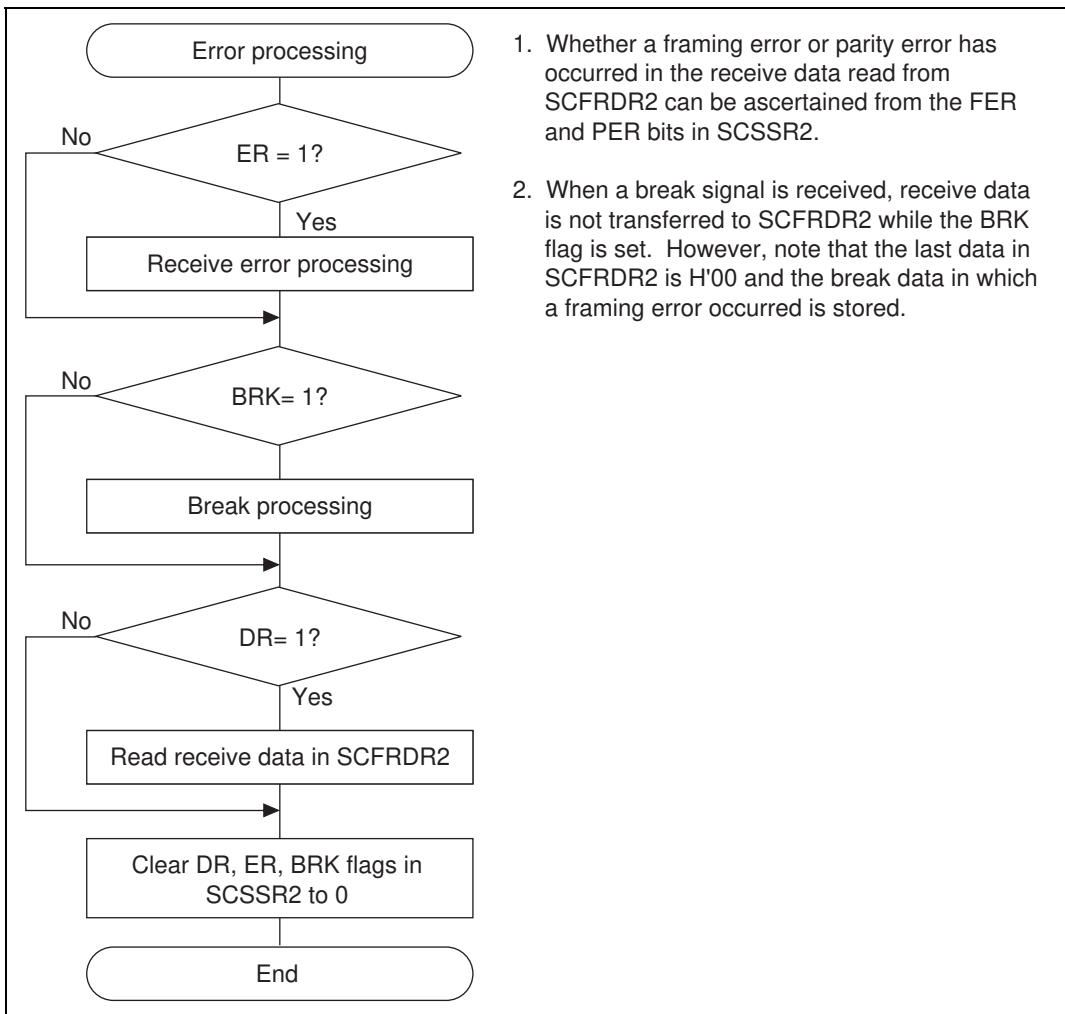 Error processing
No
ER = 1?
Yes
Receive error processing
No
BRK= 1?
Break processing
No
DR= 1?
Yes
Read receive data in SCFRDR2
Clear DR, ER, BRK flags in
SCSSR2 to 0
End
1. Whether a framing error or parity error has
occurred in the receive data read from
SCFRDR2 can be ascertained from the FER
and PER bits in SCSSR2.
2. When a break signal is received, receive data
is not transferred to SCFRDR2 while the BRK
flag is set. However, note that the last data in
SCFRDR2 is H'00 and the break data in which
a framing error occurred is stored.